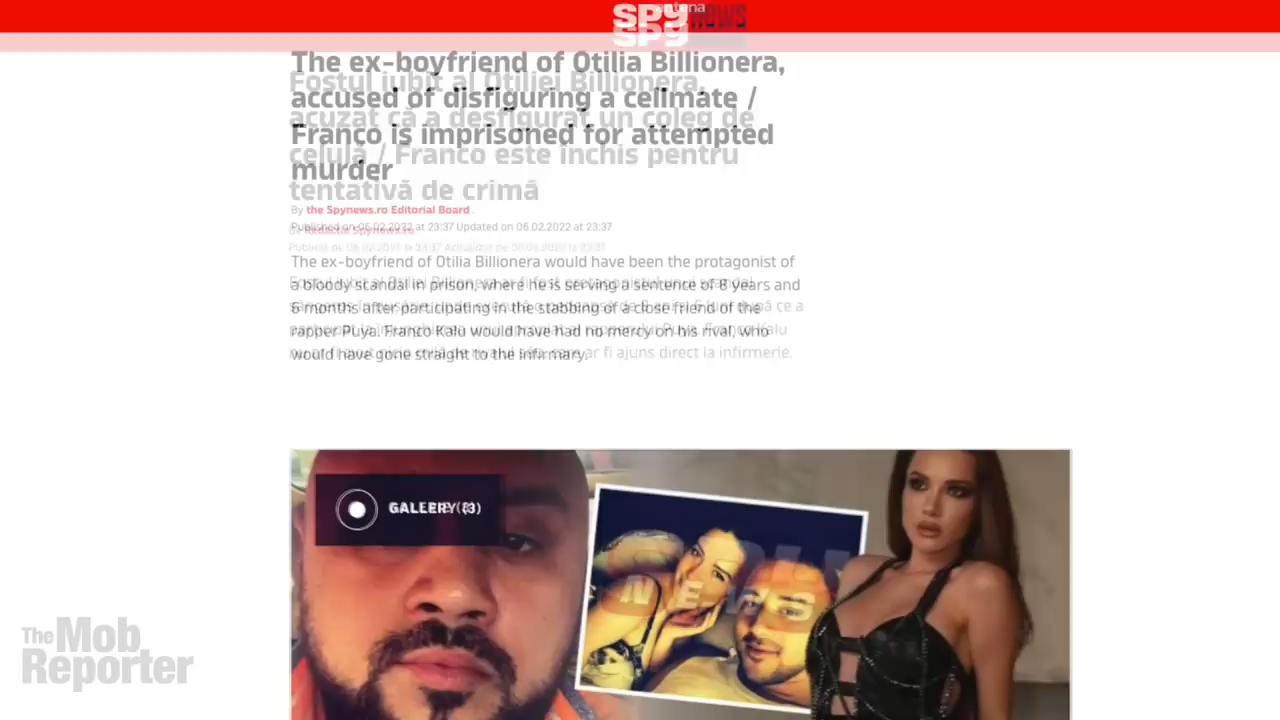 antena
SPY news
SPY
The ex-boyfriend of Otilia Billionera,
accused of disfiguring a cellmate /
Franco is imprisoned for attempted
murder
Fostul iubit al Otiliei Billionera,
acuzat că a desfigurat un coleg de
celulă / Franco este închis pentru
tentativă de crimă
By the Spynews.ro Editorial Board .
Published on 06.02.2022 at 23:37 Updated on 06.02.2022 at 23:37
The ex-boyfriend of Otilia Billionera would have been the protagonist of
a bloody scandal in prison, where he is serving a sentence of 8 years and
6 months after participating in the stabbing of a close friend of the
rapper Puya. Franco Kalu would have had no mercy on his rival, who
would have gone straight to the infirmary.
GALLERY (3)
NEWS
The Mob
Reporter